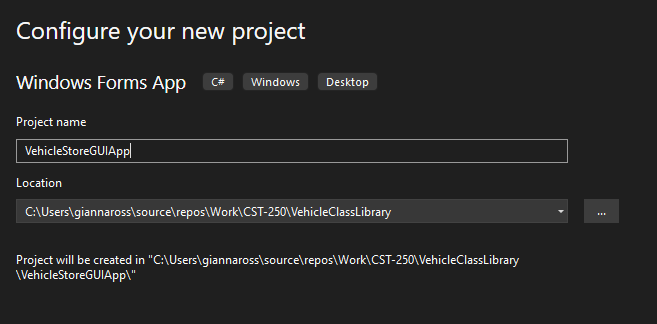 Configure your new project
Windows Forms App C# Windows Desktop
Project name
VehicleStoreGUIApp
Location
C:\Users\giannaross\source\repos\Work\CST-250\VehicleClassLibrary ...
Project will be created in "C:\Users\giannaross\source\repos\Work\CST-250\VehicleClassLibrary
\VehicleStoreGUIApp\"